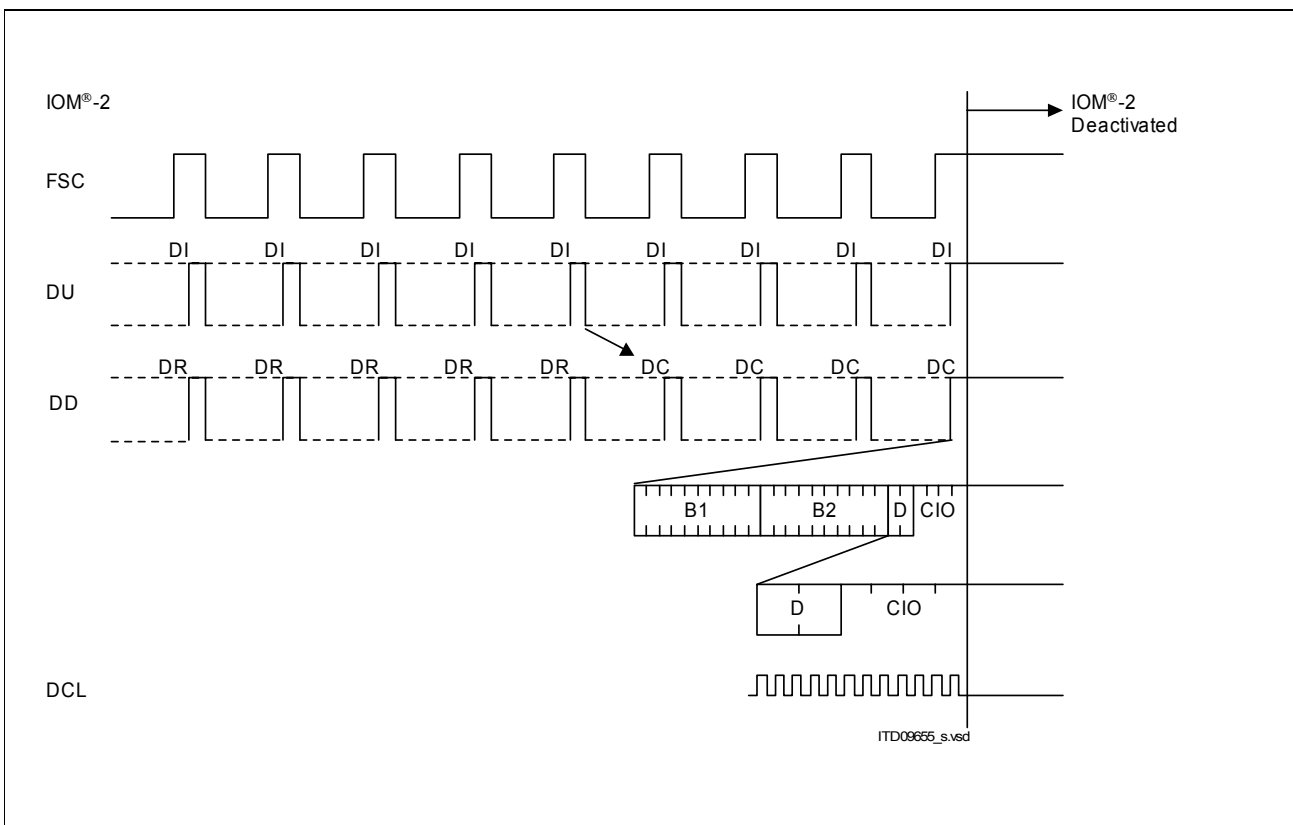 IOM®-2
IOM®-2
Deactivated
FSC
DI DI DI DI DI DI DI DI DI
DU
DR DR DR DR DR DC DC DC DC
DD
B1 B2 D CIO
D CIO
DCL
ITD09655_s.vsd